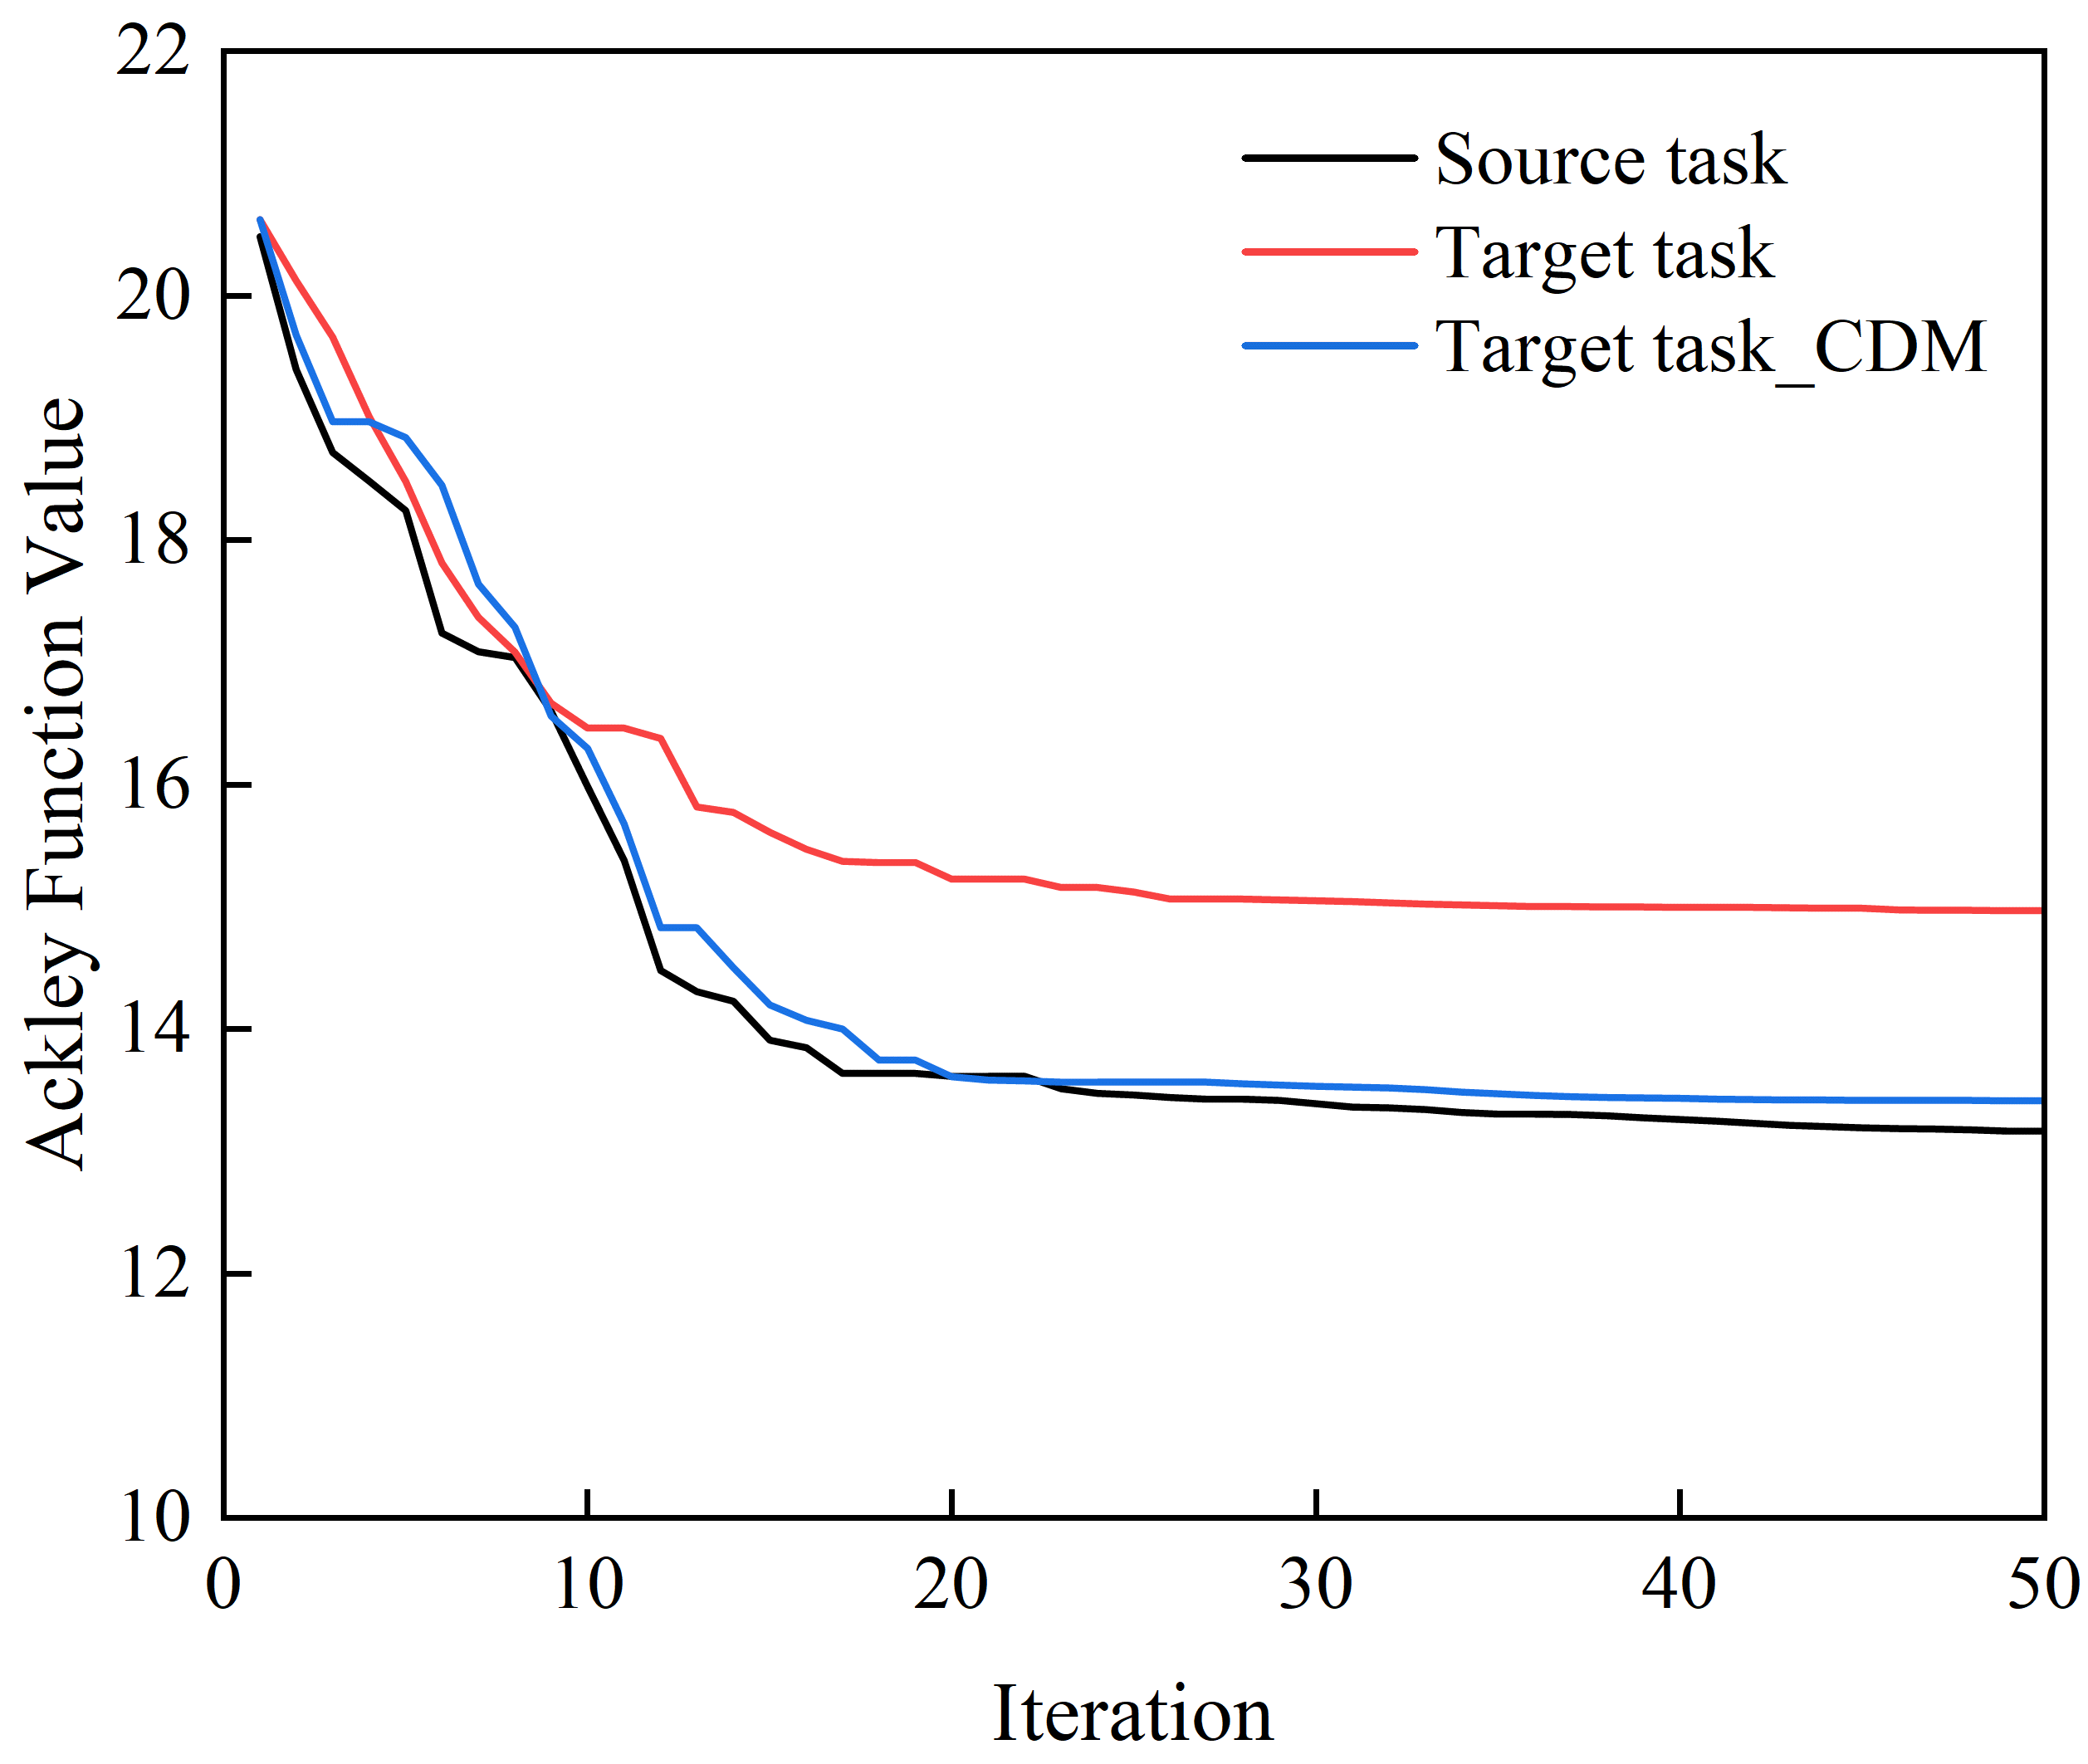 22
20
18
16
14
12
10
0 10 20 30 40 50
Ackley Function Value
Iteration
Source task
Target task
Target task_CDM